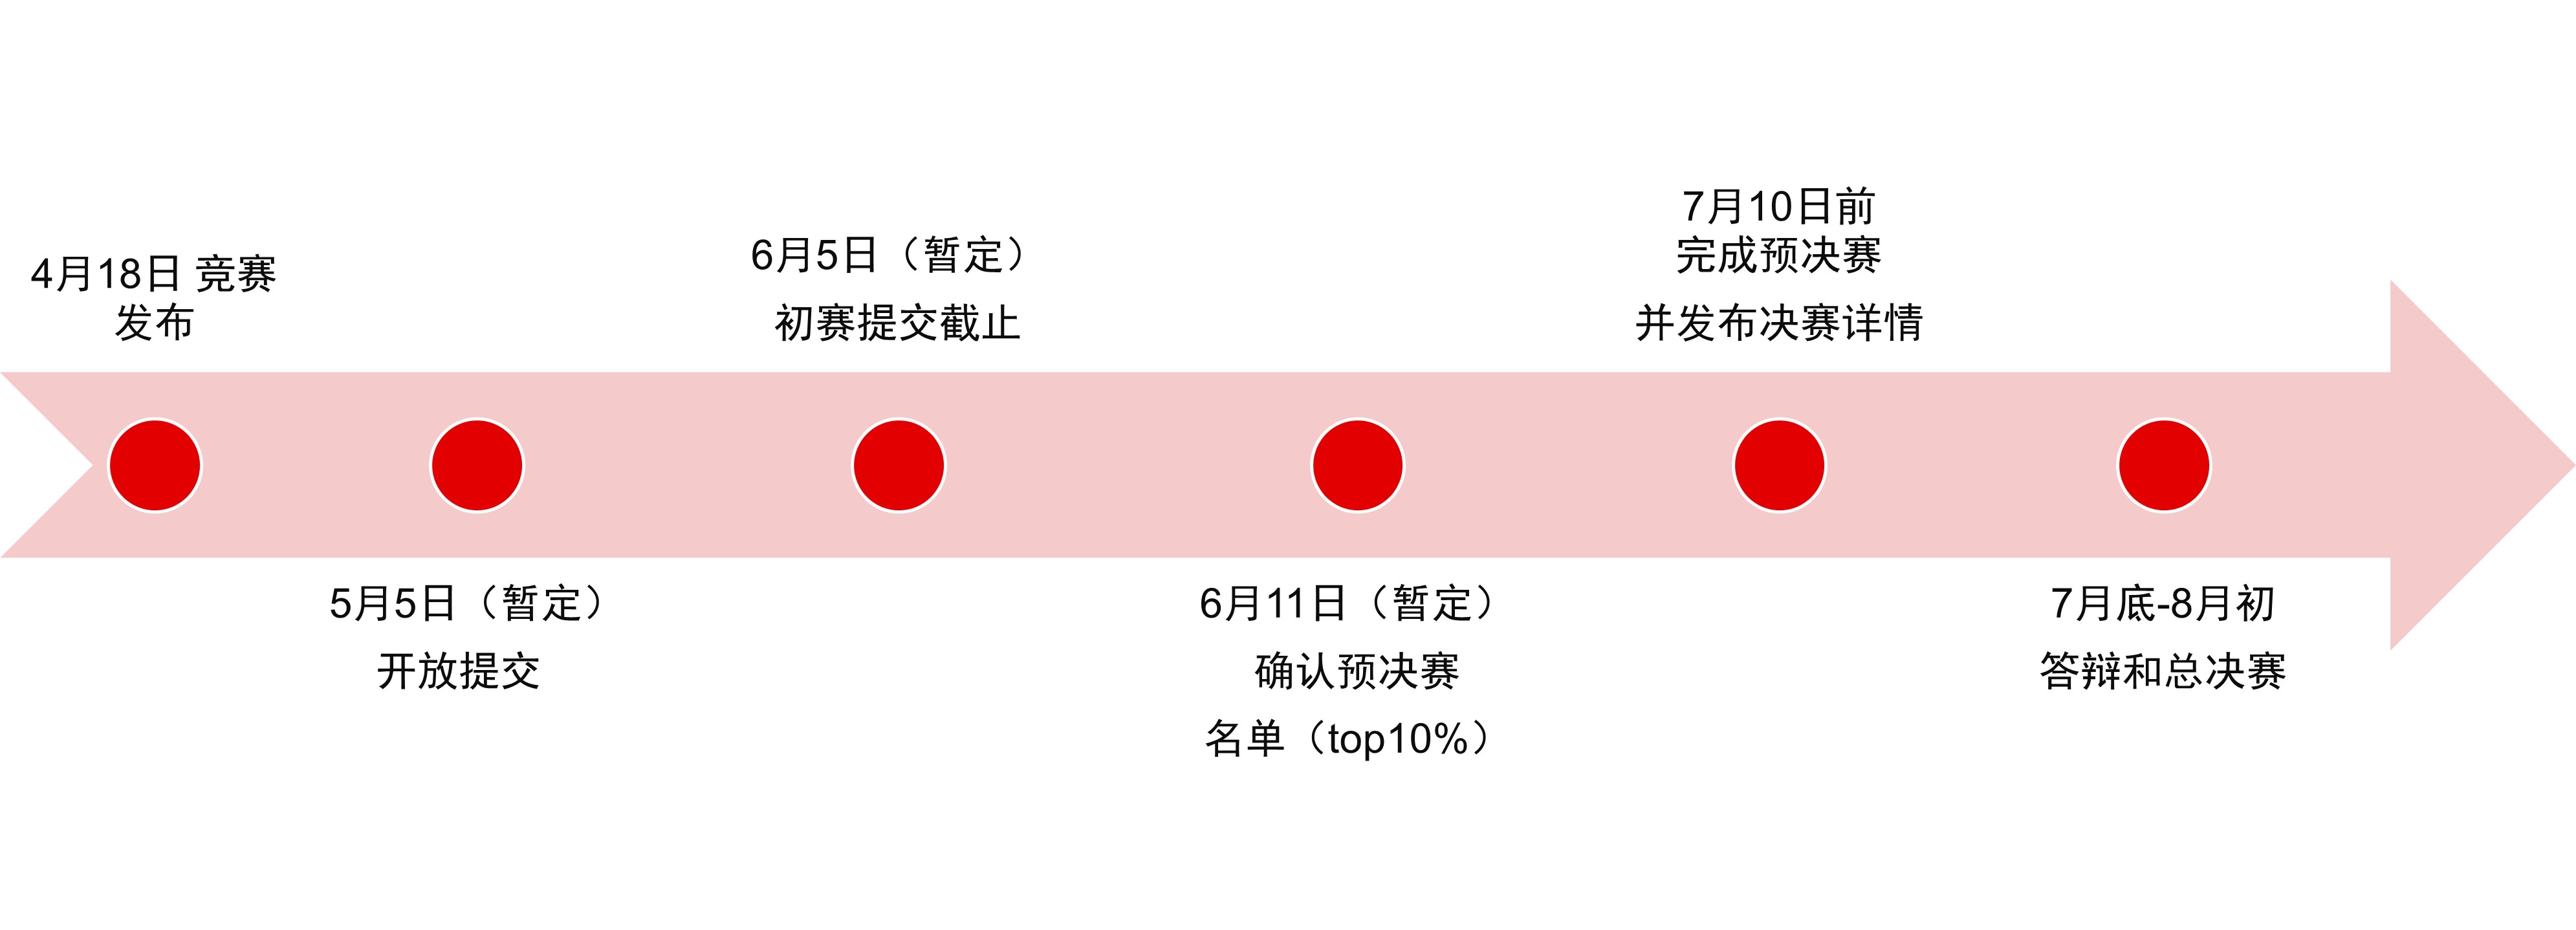 4月18日 竞赛
发布
5月5日（暂定）
开放提交
6月5日（暂定）
初赛提交截止
6月11日（暂定）
确认预决赛
名单（top10%）
7月10日前
完成预决赛
并发布决赛详情
7月底-8月初
答辩和总决赛